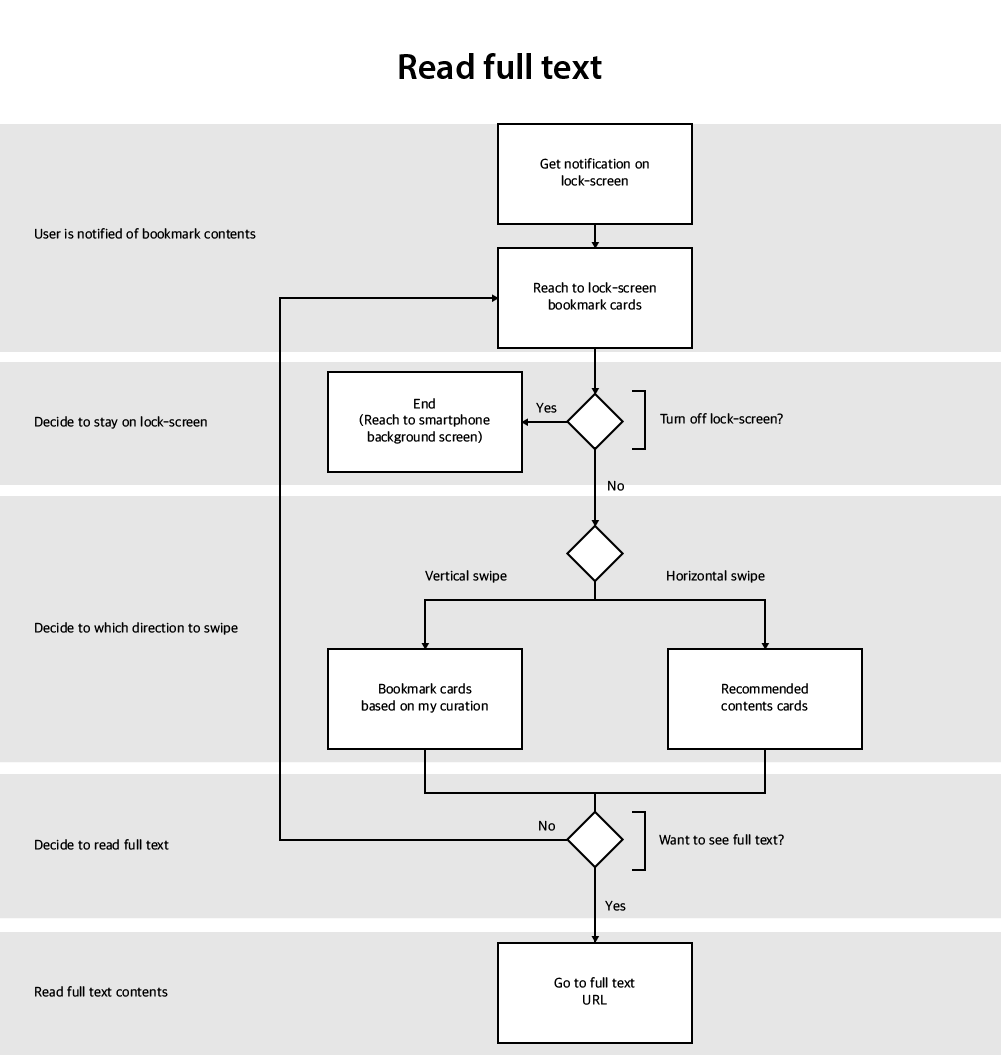 Read full text
Get notification on
lock-screen
User is notified of bookmark contents
Reach to lock-screen
bookmark cards
End
(Reach to smartphone
background screen)
Yes
Turn off lock-screen?
Decide to stay on lock-screen
No
Vertical swipe
Horizontal swipe
Decide to which direction to swipe
Bookmark cards
based on my curation
Recommended
contents cards
No
Want to see full text?
Decide to read full text
Yes
Go to full text
URL
Read full text contents